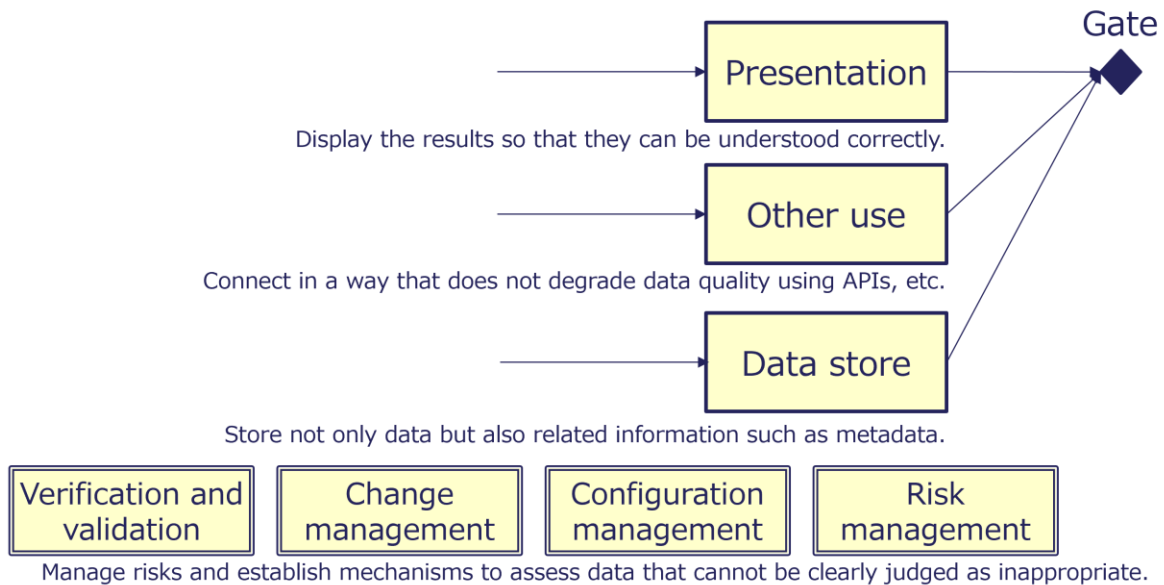 Gate
Presentation
Display the results so that they can be understood correctly.
Other use
Connect in a way that does not degrade data quality using APIs, etc.
Data store
Store not only data but also related information such as metadata.
Verification and
validation
Change
management
Configuration
management
Risk
management
Manage risks and establish mechanisms to assess data that cannot be clearly judged as inappropriate.